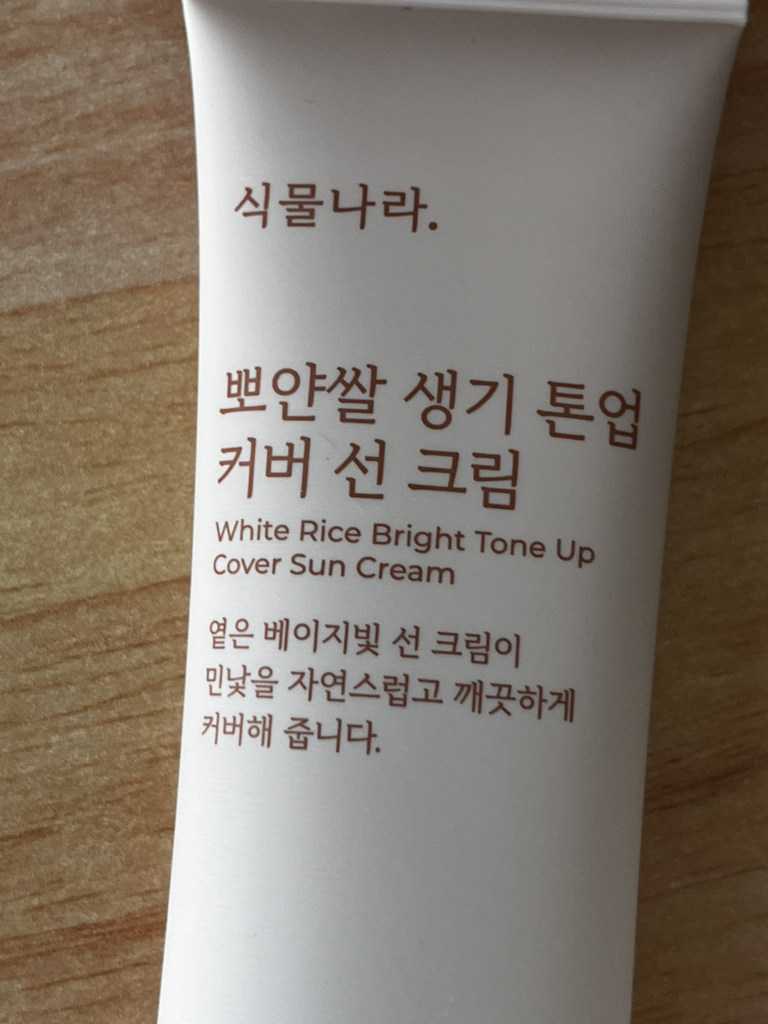 식물나라.
뽀얀쌀 생기 톤업
커버 선 크림
White Rice Bright Tone Up
Cover Sun Cream
옅은 베이지빛 선 크림이
민낯을 자연스럽고 깨끗하게
커버해 줍니다.